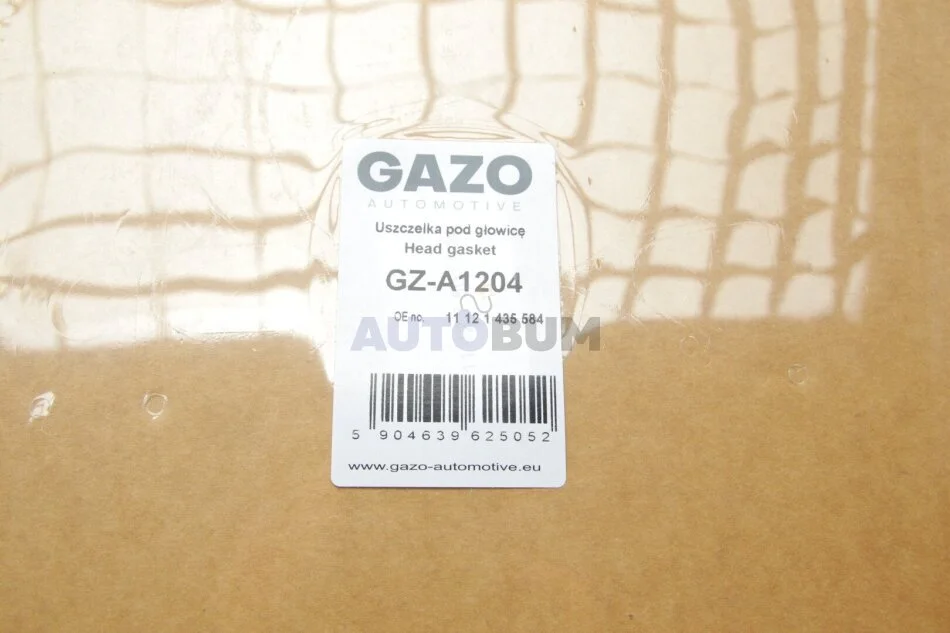 GAZO
AUTOMOTIVE
Uszczelka pod głowicę
Head gasket
GZ-A1204
OE no. 11 12 1 435 584
AUTOBUM
5 904639 625052
www.gazo-automotive.eu